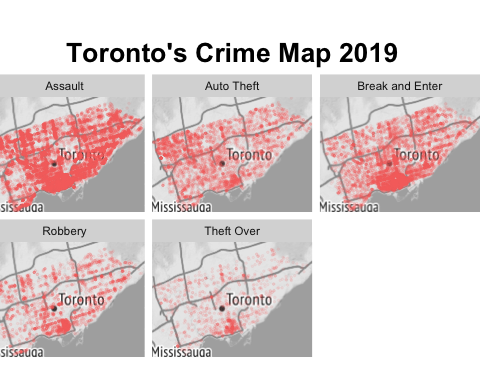 Toronto's Crime Map 2019
Assault
Auto Theft
Break and Enter
Toronto
Toronto
Toronto
ssissauga
Mississauga
Mississauga
Robbery
Theft Over
Toronto
Toronto
ssissauga
Mississauga